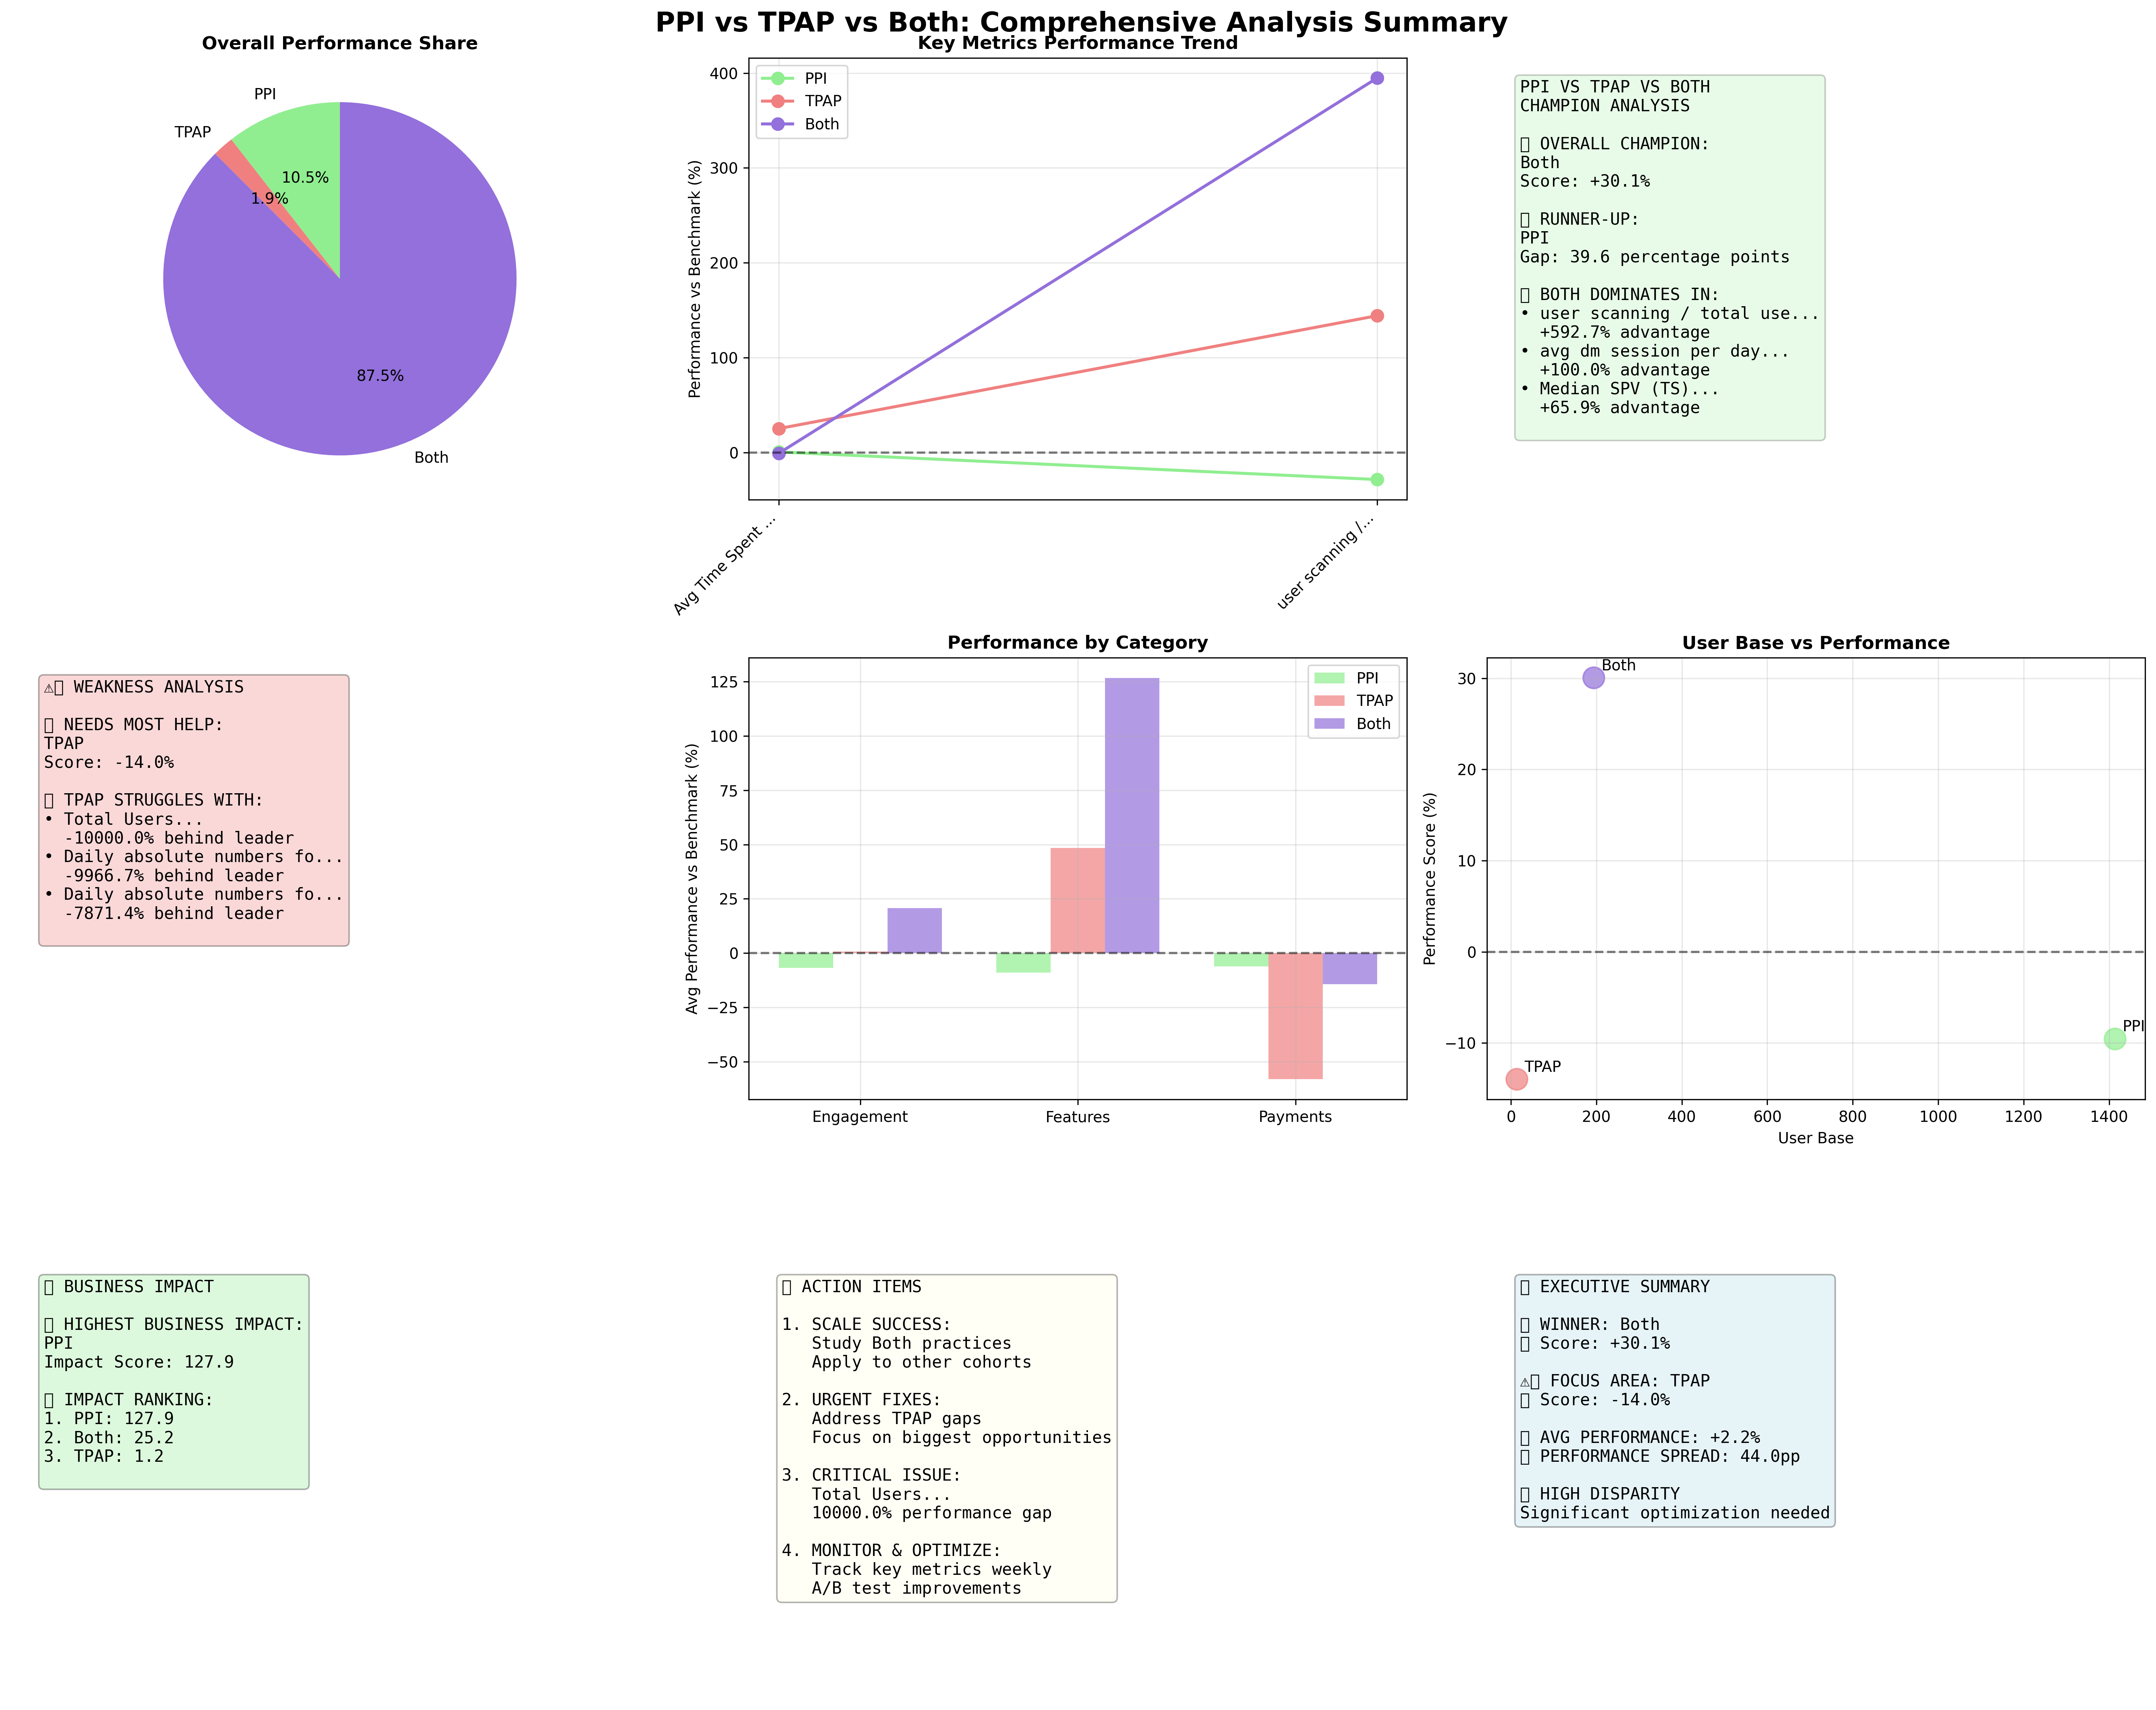 PPI vs TPAP vs Both: Comprehensive Analysis Summary
Overall Performance Share
PPI
TPAP
10.5%
1.9%
87.5%
Both
Key Metrics Performance Trend
PPI
TPAP
Both
Performance vs Benchmark (%)
400
300
200
100
0
Avg Time Spent ...
user scanning /...
PPI VS TPAP VS BOTH
CHAMPION ANALYSIS
OVERALL CHAMPION:
Both
Score: +30.1%
RUNNER-UP:
PPI
Gap: 39.6 percentage points
BOTH DOMINATES IN:
• user scanning / total use...
+592.7% advantage
• avg dm session per day...
+100.0% advantage
• Median SPV (TS)...
+65.9% advantage
⚠ WEAKNESS ANALYSIS
NEEDS MOST HELP:
TPAP
Score: -14.0%
TPAP STRUGGLES WITH:
• Total Users...
-10000.0% behind leader
• Daily absolute numbers fo...
-9966.7% behind leader
• Daily absolute numbers fo...
-7871.4% behind leader
Performance by Category
PPI
TPAP
Both
Avg Performance vs Benchmark (%)
125
100
75
50
25
0
−25
−50
Engagement
Features
Payments
User Base vs Performance
Both
PPI
TPAP
Performance Score (%)
30
20
10
0
−10
0
200
400
600
800
1000
1200
1400
User Base
BUSINESS IMPACT
HIGHEST BUSINESS IMPACT:
PPI
Impact Score: 127.9
IMPACT RANKING:
1. PPI: 127.9
2. Both: 25.2
3. TPAP: 1.2
ACTION ITEMS
1. SCALE SUCCESS:
Study Both practices
Apply to other cohorts
2. URGENT FIXES:
Address TPAP gaps
Focus on biggest opportunities
3. CRITICAL ISSUE:
Total Users...
10000.0% performance gap
4. MONITOR & OPTIMIZE:
Track key metrics weekly
A/B test improvements
EXECUTIVE SUMMARY
WINNER: Both
Score: +30.1%
⚠ FOCUS AREA: TPAP
Score: -14.0%
AVG PERFORMANCE: +2.2%
PERFORMANCE SPREAD: 44.0pp
HIGH DISPARITY
Significant optimization needed